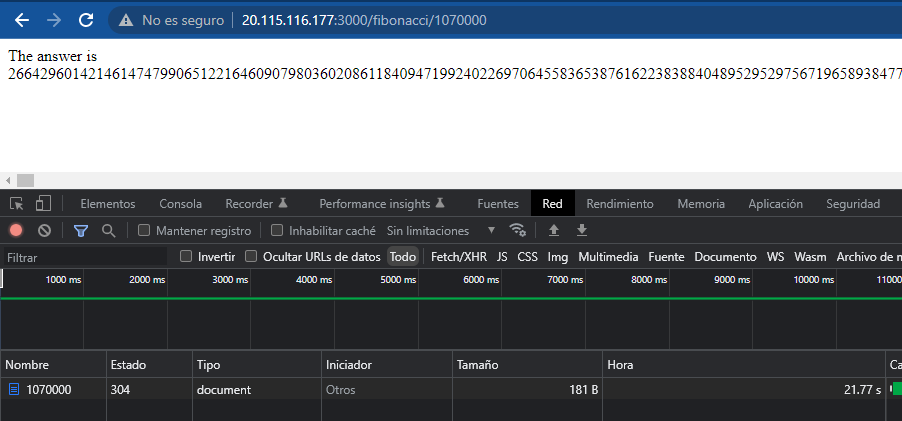 No es seguro 20.115.116.177:3000/fibonacci/1070000
The answer is
2664296014214614747990651221646090798036020861184094719924022697064558365387616223838840489529529756719658938477
Elementos Consola Recorder Performance insights Fuentes Red Rendimiento Memoria Aplicación Seguridad
Mantener registro Inhabilitar caché Sin limitaciones
Filtrar Invertir Ocultar URLs de datos Todo Fetch/XHR JS CSS Img Multimedia Fuente Documento WS Wasm Archivo de m
1000 ms 2000 ms 3000 ms 4000 ms 5000 ms 6000 ms 7000 ms 8000 ms 9000 ms 10000 ms 11000
Nombre Estado Tipo Iniciador Tamaño Hora Ca
1070000 304 document Otros 181 B 21.77 s